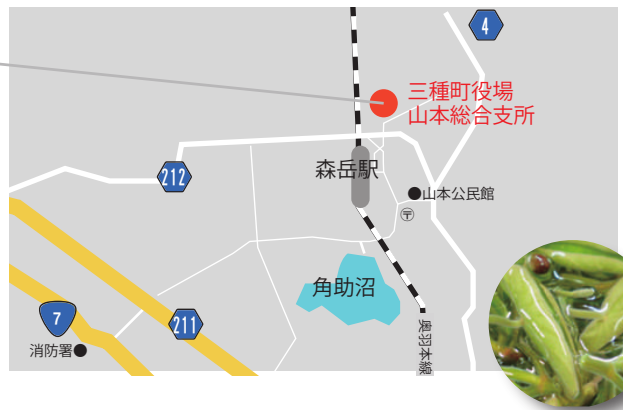 4
三種町役場
山本総合支所
森岳駅
212
山本公民館
〒
角助沼
7
211
消防署
奥羽本線